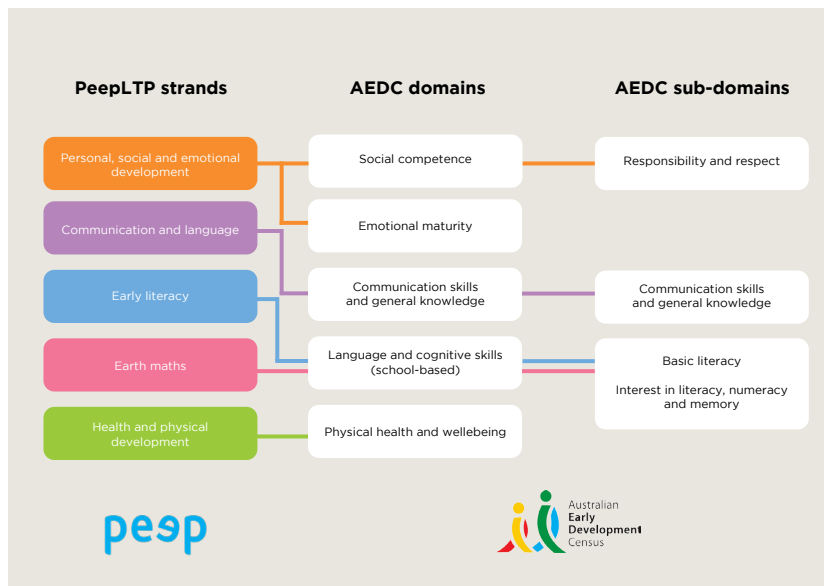 PeepLTP strands
AEDC domains
AEDC sub-domains
Personal, social and emotional
development
Social competence
Responsibility and respect
Communication and language
Emotional maturity
Early literacy
Communication skills
and general knowledge
Communication skills
and general knowledge
Earth maths
Language and cognitive skills
(school-based)
Basic literacy
Interest in literacy, numeracy
and memory
Health and physical
development
Physical health and wellebeing
peep
Australian
Early
Development
Census